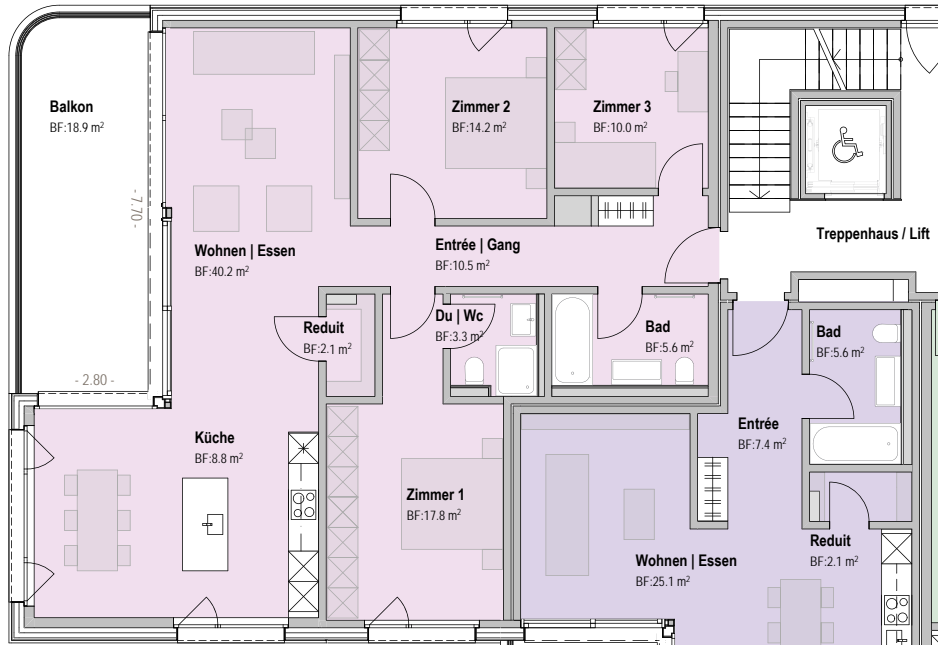 Balkon
BF:18.9 m²
- 7.70 -
- 2.80 -
Wohnen | Essen
BF:40.2 m²
Zimmer 2
BF:14.2 m²
Zimmer 3
BF:10.0 m²
Entrée | Gang
BF:10.5 m²
Treppenhaus / Lift
Reduit
BF:2.1 m²
Du | Wc
BF:3.3 m²
Bad
BF:5.6 m²
Bad
BF:5.6 m²
Küche
BF:8.8 m²
Zimmer 1
BF:17.8 m²
Entrée
BF:7.4 m²
Wohnen | Essen
BF:25.1 m²
Reduit
BF:2.1 m²